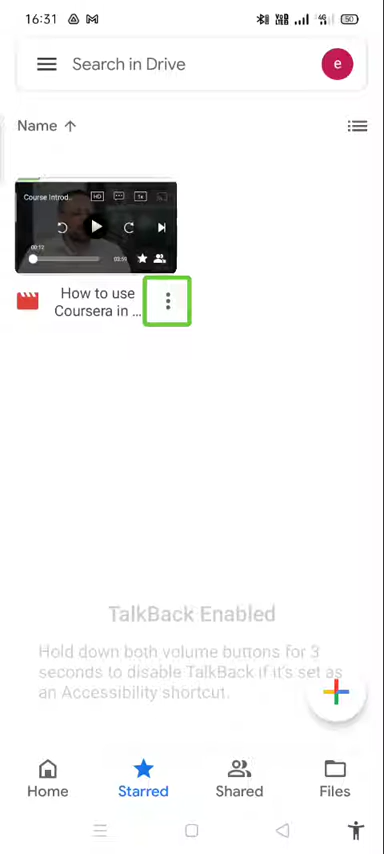 16:31
Search in Drive
e
Name
Course Introd..
HD
1x
00:13
How to use
Coursera in ...
TalkBack Enabled
Hold down both volume buttons for 3
seconds to disable TalkBack if it's set as
an Accessibility shortcut.
Home Starred Shared Files